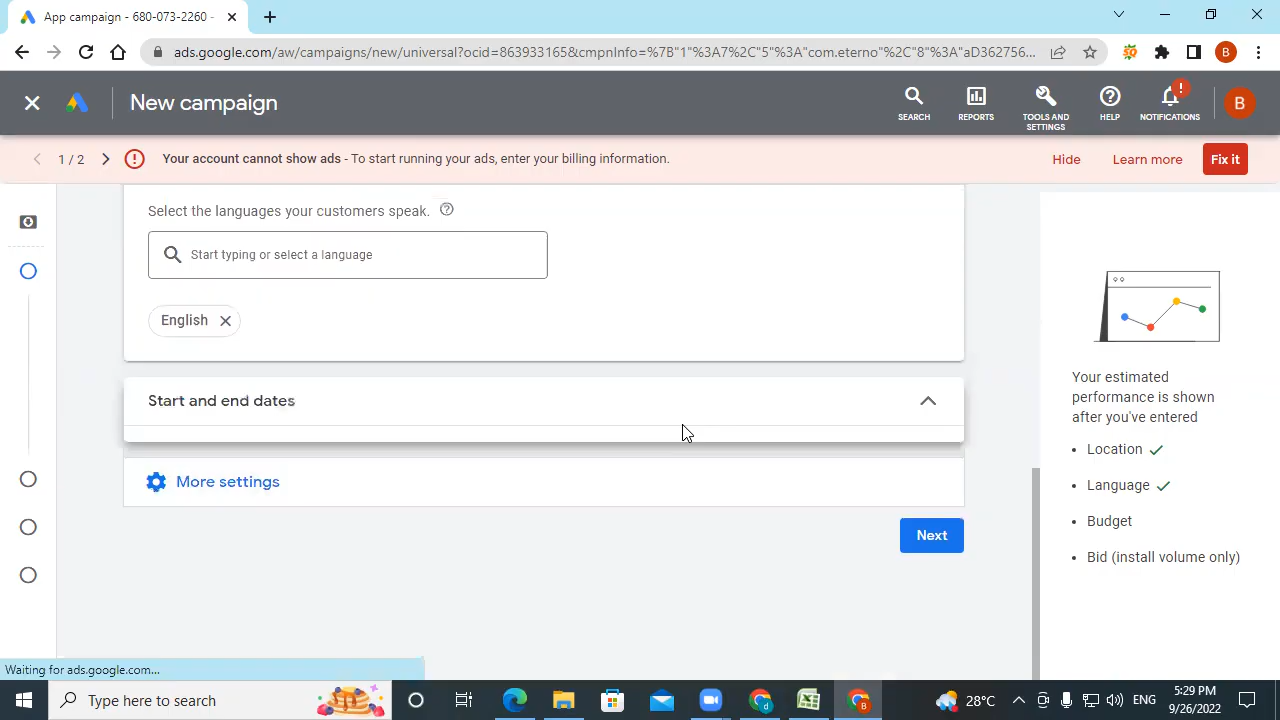 App campaign - 680-073-2260 -
ads.google.com/aw/campaigns/new/universal?ocid=863933165&cmpnInfo=%7B"1"%3A7%2C"5"%3A"com.eterno"%2C"8"%3A"aD362756...
B
New campaign
SEARCH
REPORTS
TOOLS AND
SETTINGS
HELP
!
NOTIFICATIONS
B
1 / 2
Your account cannot show ads - To start running your ads, enter your billing information.
Hide
Learn more
Fix it
Select the languages your customers speak.
Start typing or select a language
English
Start and end dates
More settings
Next
Your estimated
performance is shown
after you've entered
• Location
• Language
• Budget
• Bid (install volume only)
Waiting for ads.google.com...
Type here to search
28°C
ENG
5:29 PM
9/26/2022